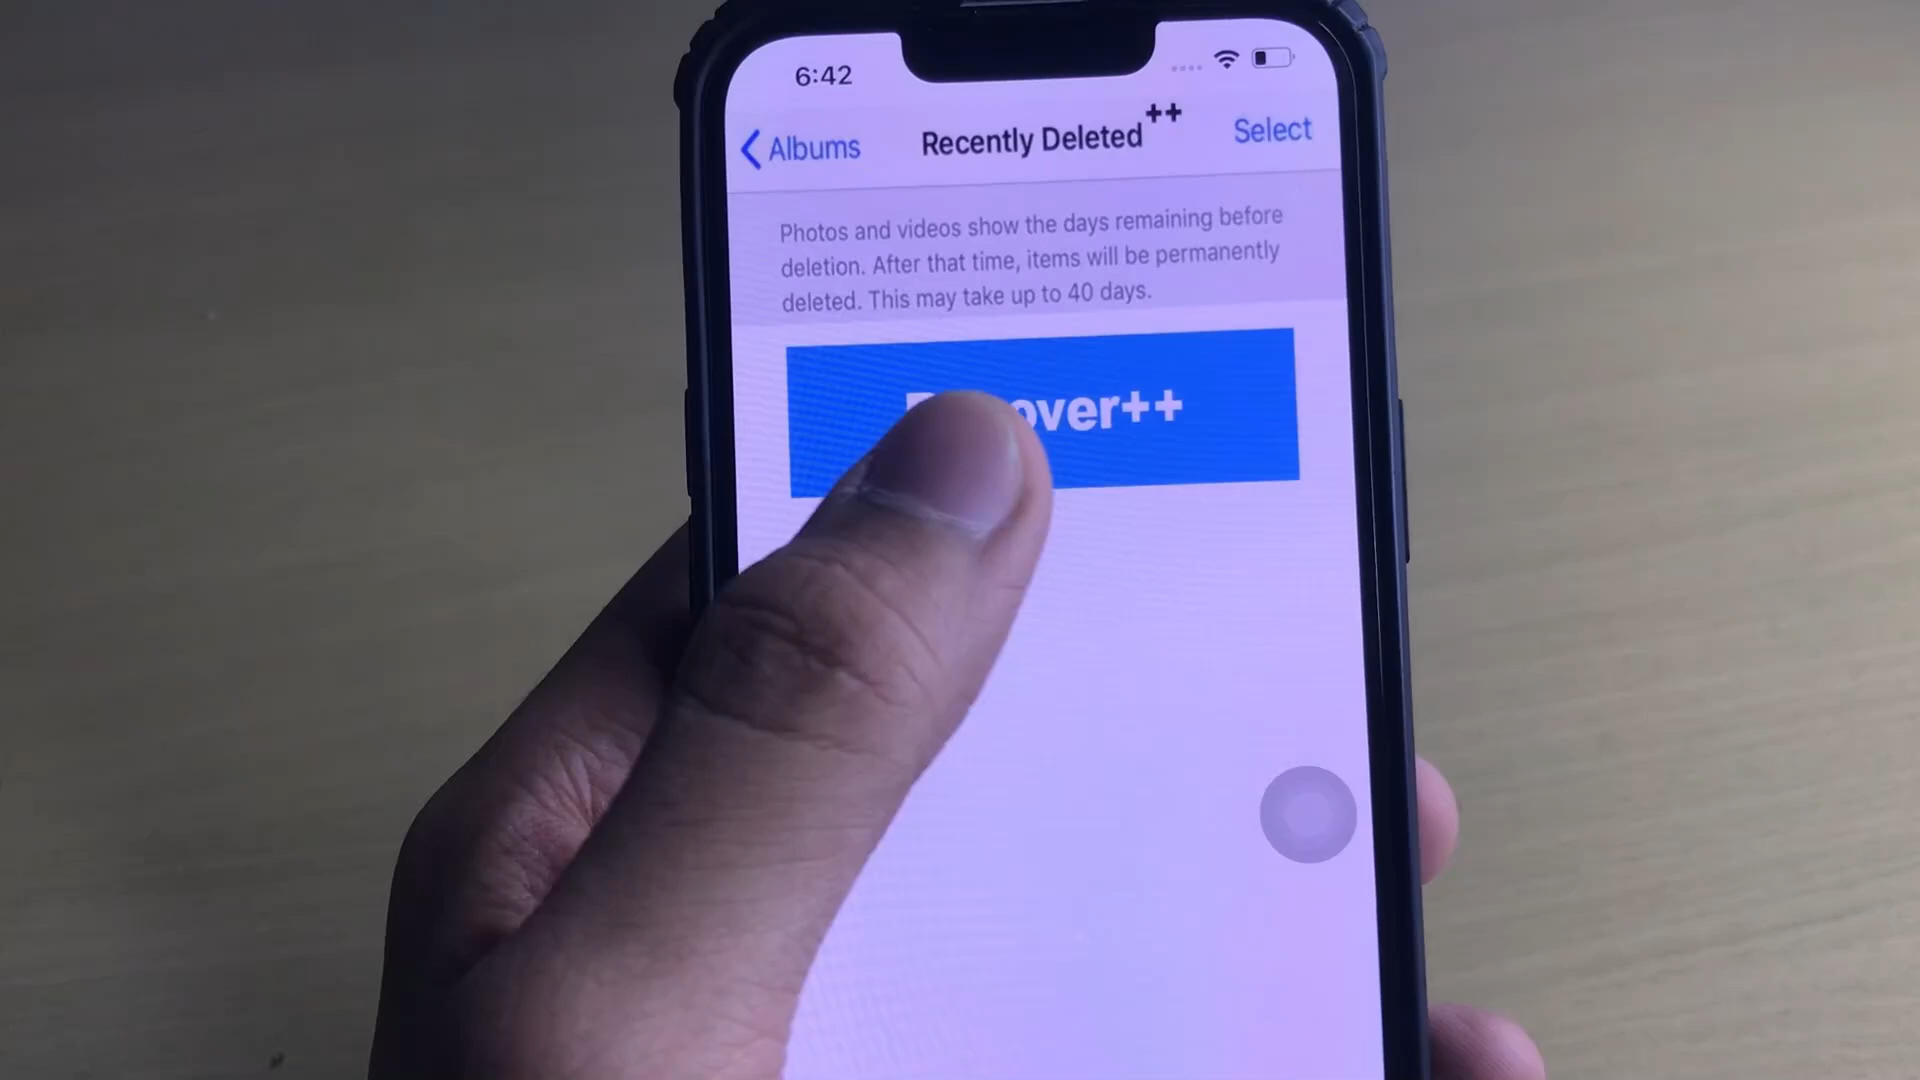 6:42
Albums
Recently Deleted++
Select
Photos and videos show the days remaining before
deletion. After that time, items will be permanently
deleted. This may take up to 40 days.